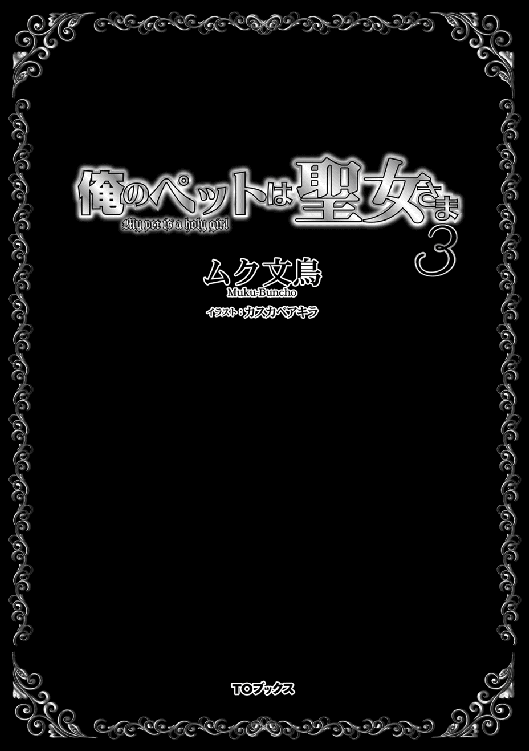 俺のペットは聖女さま
My pet is a holy girl
3
ムク文鳥
Muku-Buncho
イラスト：カスカベアキラ
TOブックス